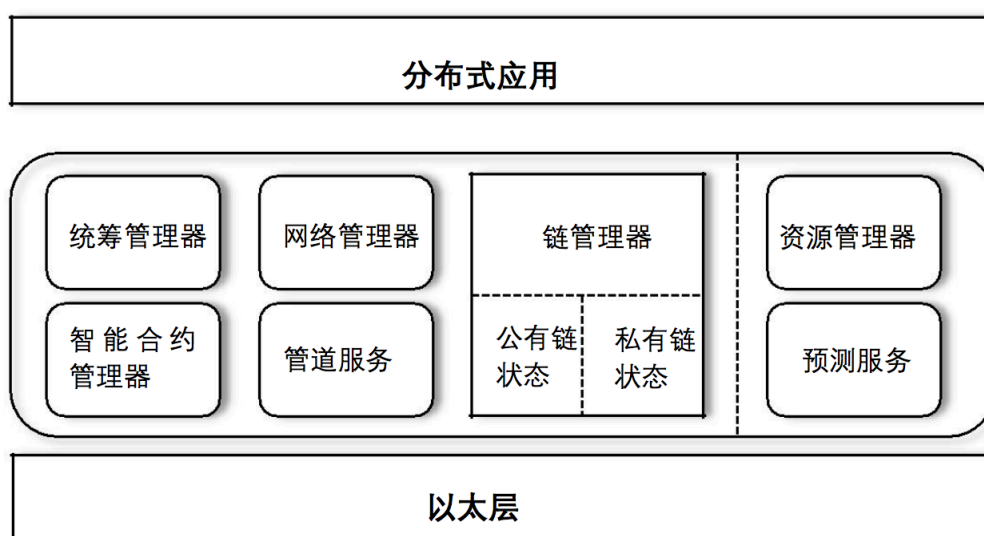 分布式应用
统筹管理器
网络管理器
链管理器
资源管理器
智能合约
管理器
管道服务
公有链
状态
私有链
状态
预测服务
以太层